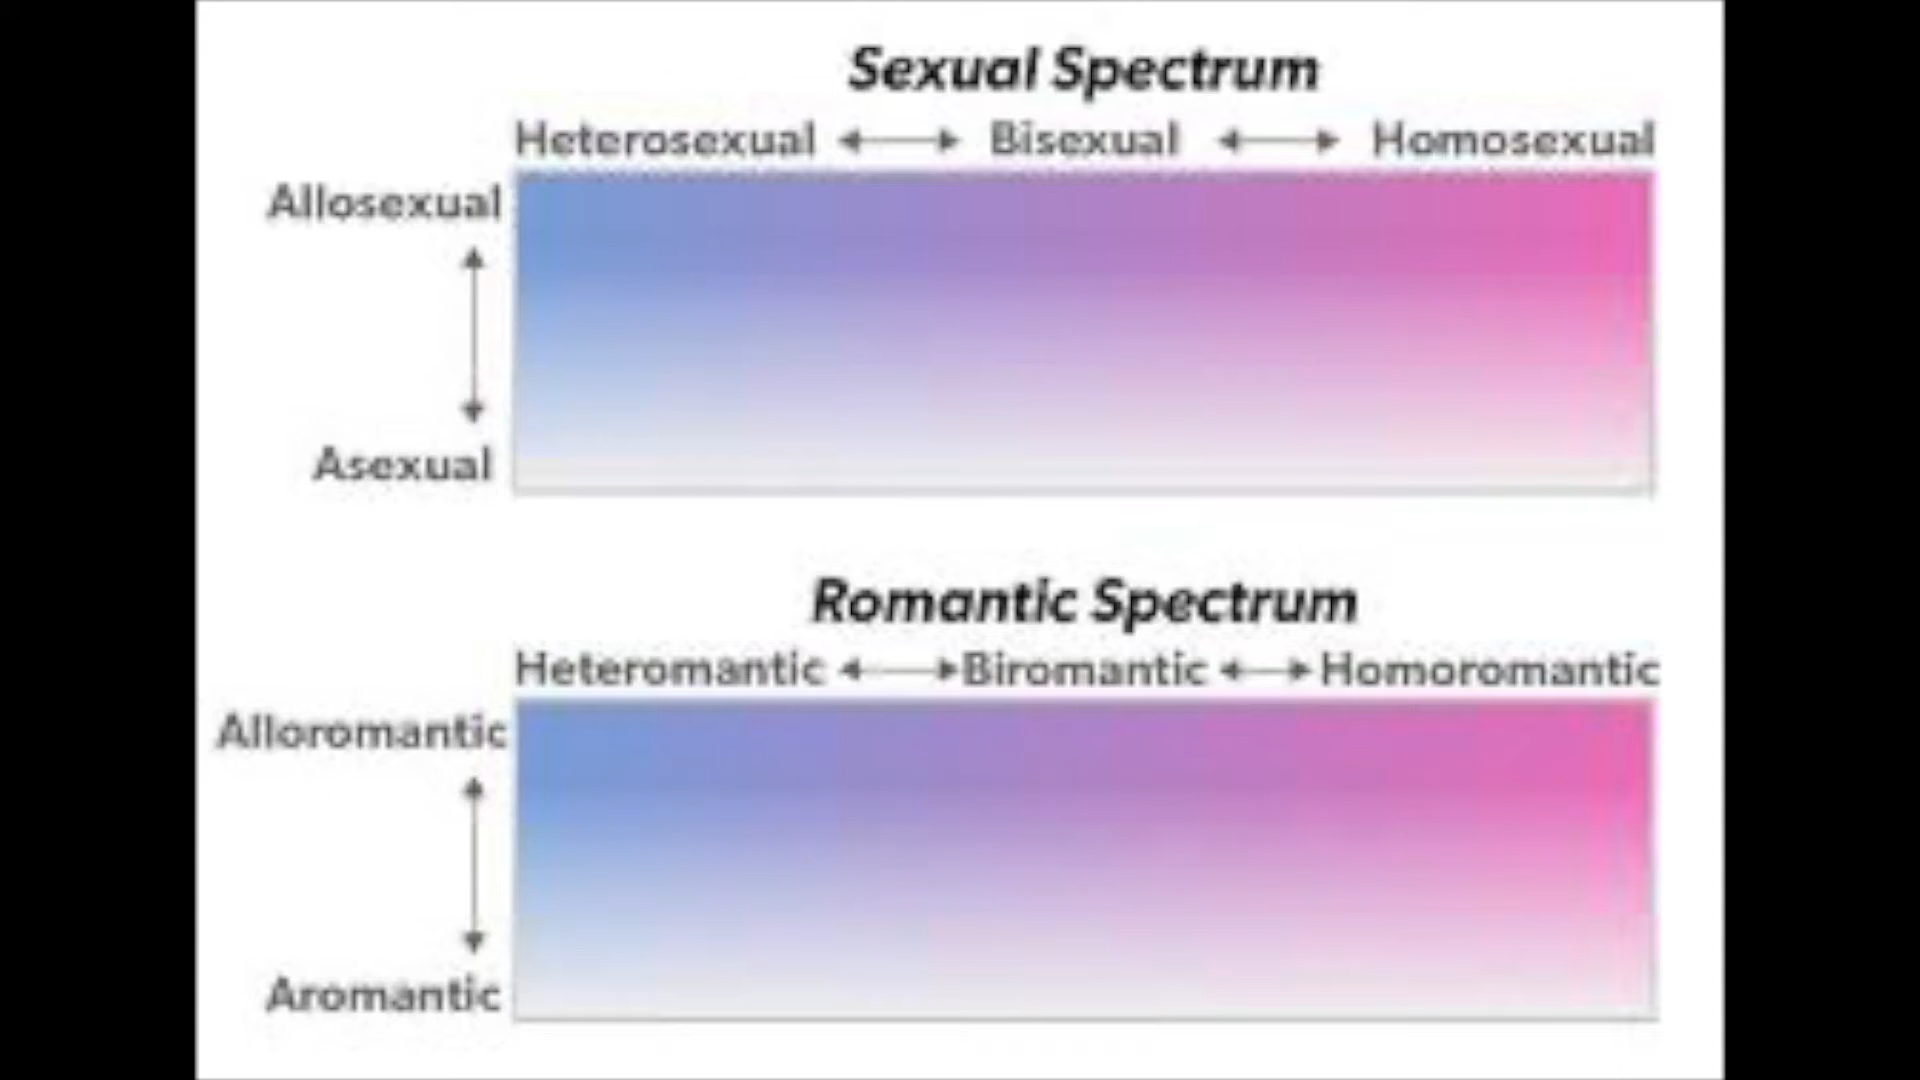 Sexual Spectrum
Heterosexual Bisexual Homosexual
Allosexual
Asexual
Romantic Spectrum
Heteromantic Biromantic Homoromantic
Alloromantic
Aromantic